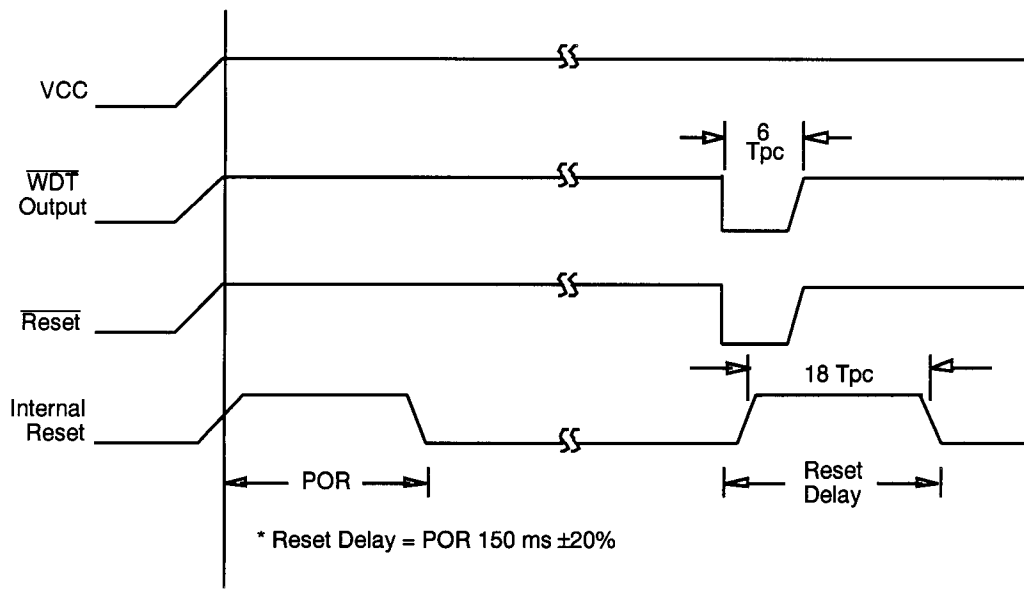 VCC
6
Tpc
WDT
Output
Reset
18 Tpc
Internal
Reset
POR
Reset
Delay
* Reset Delay = POR 150 ms ±20%